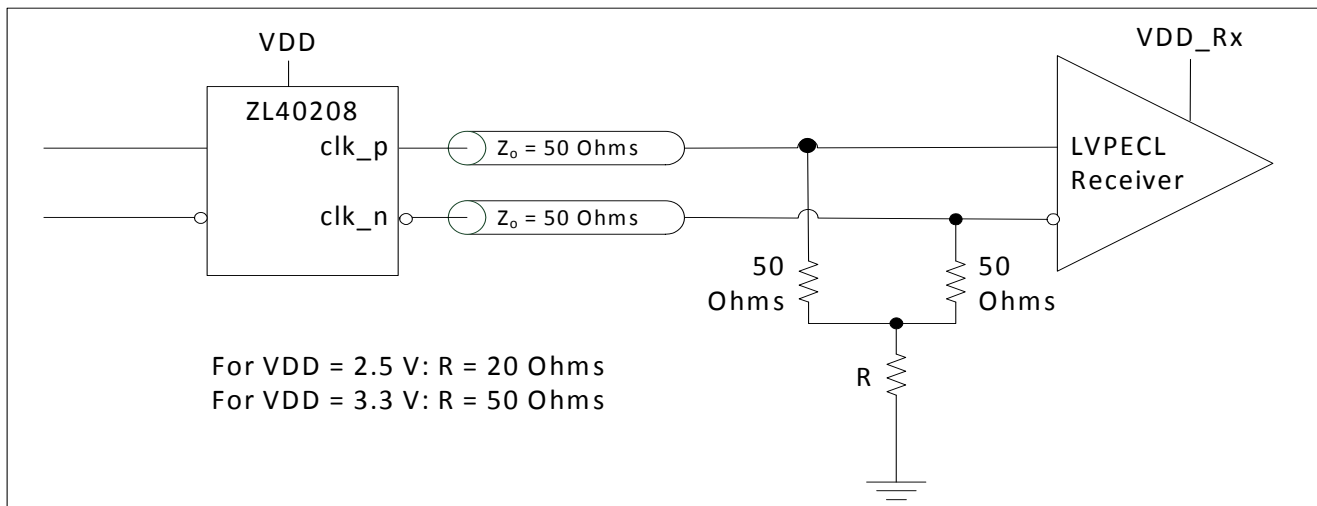 VDD
VDD_Rx
ZL40208
clk_p
Zo = 50 Ohms
LVPECL
Receiver
clk_n
Zo = 50 Ohms
50
Ohms
50
Ohms
R
For VDD = 2.5 V: R = 20 Ohms
For VDD = 3.3 V: R = 50 Ohms